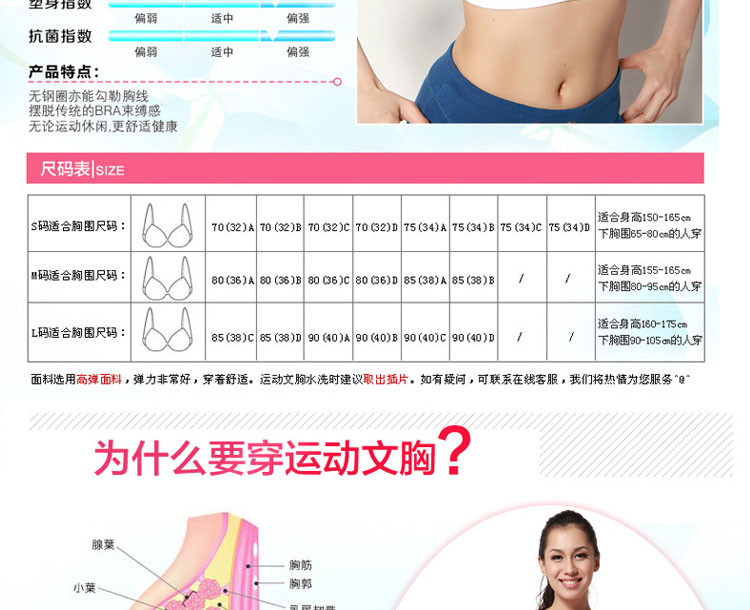 塑身指数
偏弱 适中 偏强
抗菌指数
偏弱 适中 偏强
产品特点：
无钢圈亦能勾勒胸线
摆脱传统的BRA束缚感
无论运动休闲,更舒适健康
尺码表|SIZE
S码适合胸围尺码： 70(32)A 70(32)B 70(32)C 70(32)D 75(34)A 75(34)B 75(34)C 75(34)D 适合身高150-165cm
下胸围65-80cm的人穿
M码适合胸围尺码： 80(36)A 80(36)B 80(36)C 80(36)D 85(38)A 85(38)B / / 适合身高155-165cm
下胸围80-95cm的人穿
L码适合胸围尺码： 85(38)C 85(38)D 90(40)A 90(40)B 90(40)C 90(40)D / / 适合身高160-175cm
下胸围90-105cm的人穿
面料选用高弹面料，弹力非常好，穿着舒适。运动文胸水洗时建议取出插片。如有疑问，可联系在线客服，我们将热情为您服务^@^
为什么要穿运动文胸?
腺葉
胸筋
胸郭
小葉